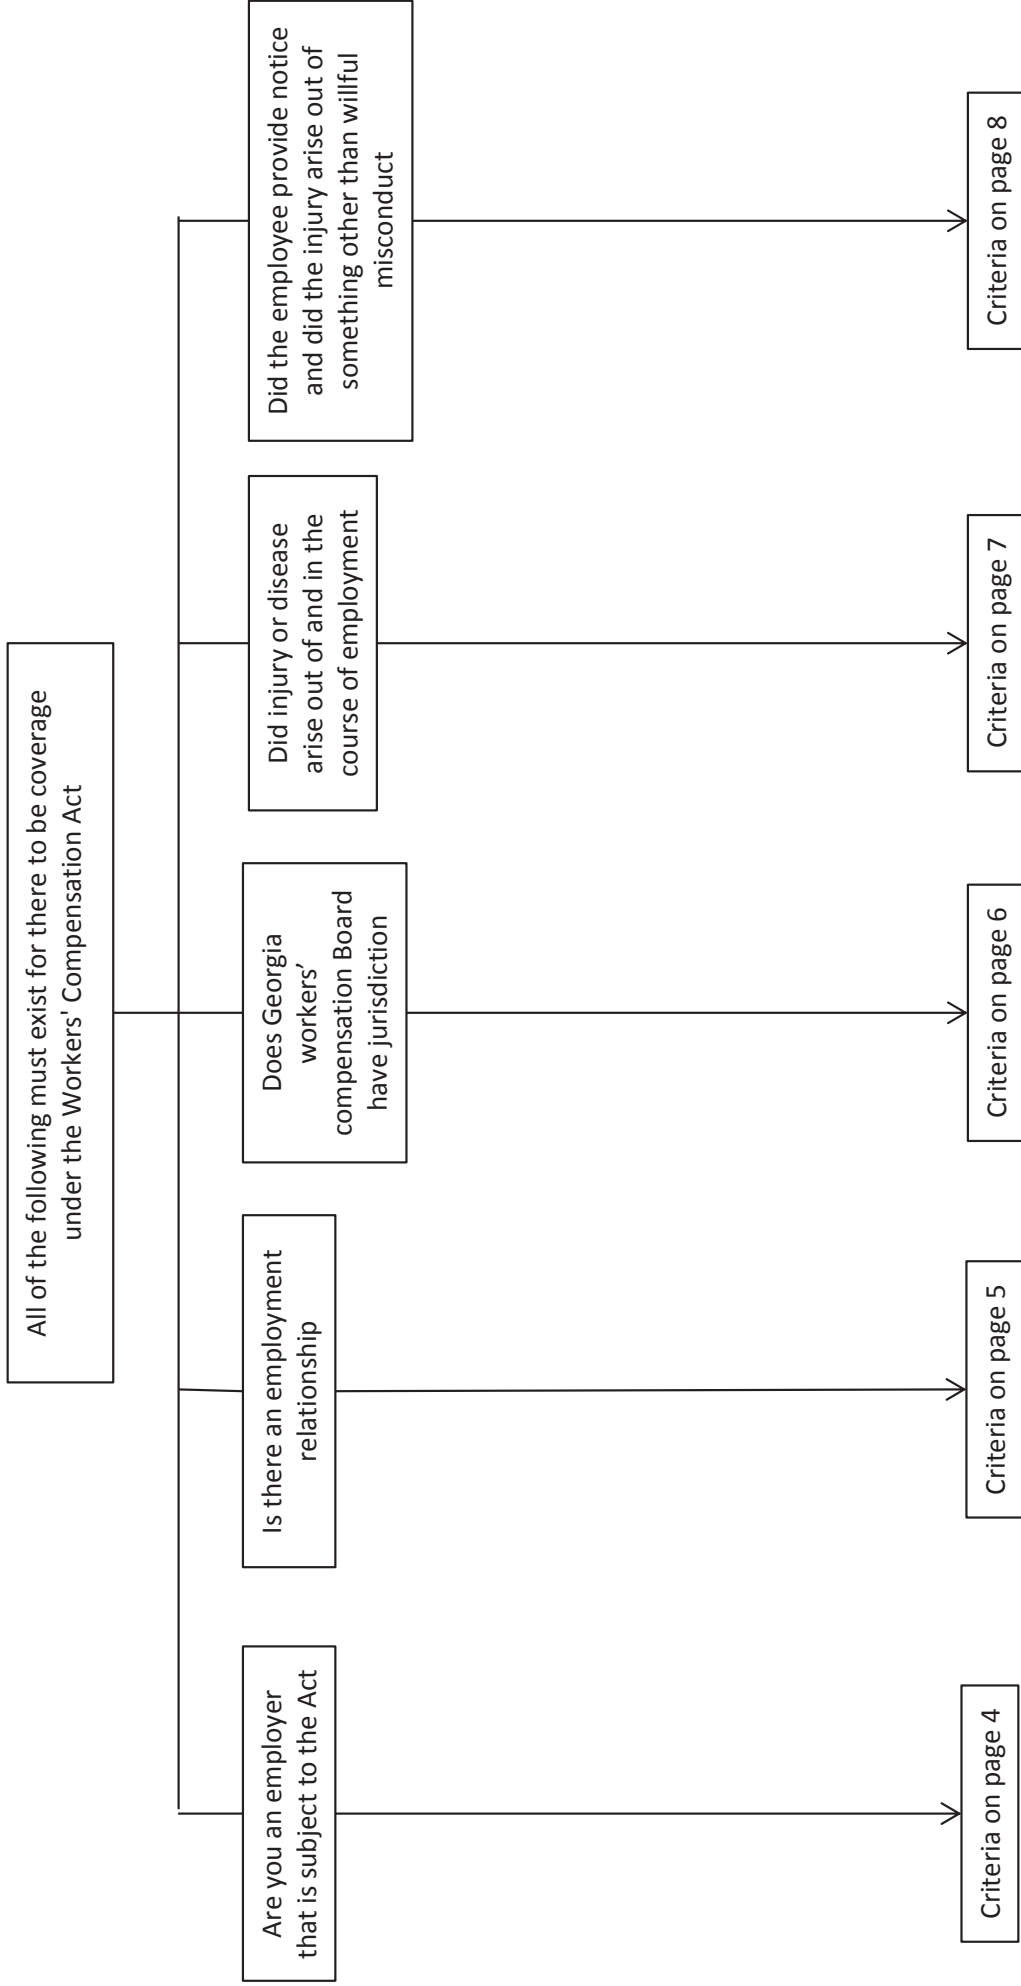 All of the following must exist for there to be coverage
under the Workers' Compensation Act
Are you an employer
that is subject to the Act
Is there an employment
relationship
Does Georgia
workers’
compensation Board
have jurisdiction
Did injury or disease
arise out of and in the
course of employment
Did the employee provide notice
and did the injury arise out of
something other than willful
misconduct
Criteria on page 4
Criteria on page 5
Criteria on page 6
Criteria on page 7
Criteria on page 8